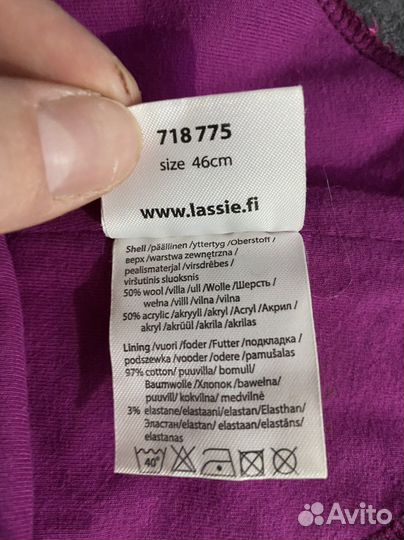 718 775
size 46cm
www.lassie.fi
Shell/päällinen/yttertyg/Oberstoff/
верх/warstwa zewnętrzna/
pealismaterjal/virsdrēbes/
viršutinis sluoksnis
50% wool/villa/ull/Wolle/Шерсть/
wełna/vill/vilna/vilna
50% acrylic/akryyli/akryl/Acryl/Акрил/
akryl/akrüül/akrila/akrilas
Lining/vuori/foder/Futter/подкладка/
podszewka/vooder/odere/pamušalas
97% cotton/puuvilla/bomull/
Baumwolle/Хлопок/bawełna/
puuvill/kokvilna/medvilnė
3% elastane/elastaani/elastan/Elasthan/
Эластан/elastan/elastaan/elastāns/
elastanas
40°
Avito